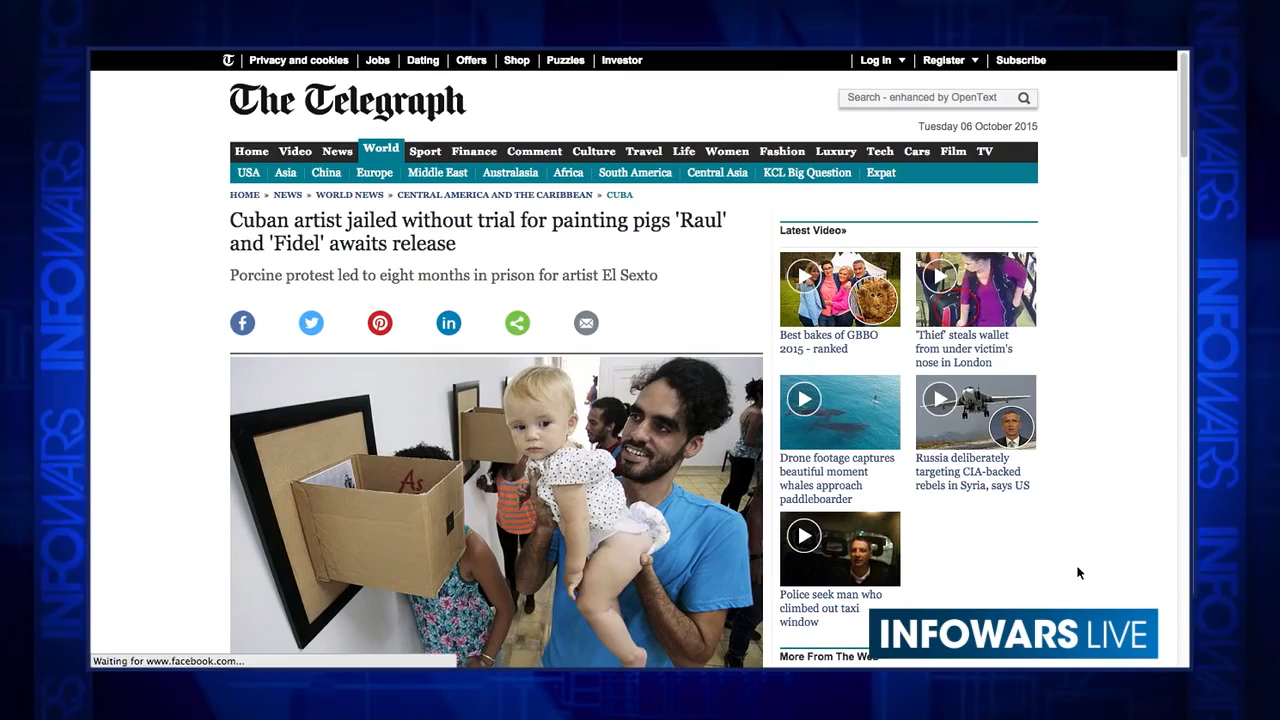 Privacy and cookies
Jobs
Dating
Offers
Shop
Puzzles
Investor
Log In
Register
Subscribe
The Telegraph
Search - enhanced by OpenText
Tuesday 06 October 2015
Home Video News World Sport Finance Comment Culture Travel Life Women Fashion Luxury Tech Cars Film TV
USA Asia China Europe Middle East Australasia Africa South America Central Asia KCL Big Question Expat
HOME » NEWS » WORLD NEWS » CENTRAL AMERICA AND THE CARIBBEAN » CUBA
Cuban artist jailed without trial for painting pigs 'Raul'
and 'Fidel' awaits release
Porcine protest led to eight months in prison for artist El Sexto
As
Latest Video»
Best bakes of GBBO
2015 - ranked
'Thief' steals wallet
from under victim's
nose in London
Drone footage captures
beautiful moment
whales approach
paddleboarder
Russia deliberately
targeting CIA-backed
rebels in Syria, says US
Police seek man who
climbed out taxi
window
More From The
INFOWARS LIVE
Waiting for www.facebook.com...
INFOWARS
INFOWARS
INFOWARS
INFOWARS